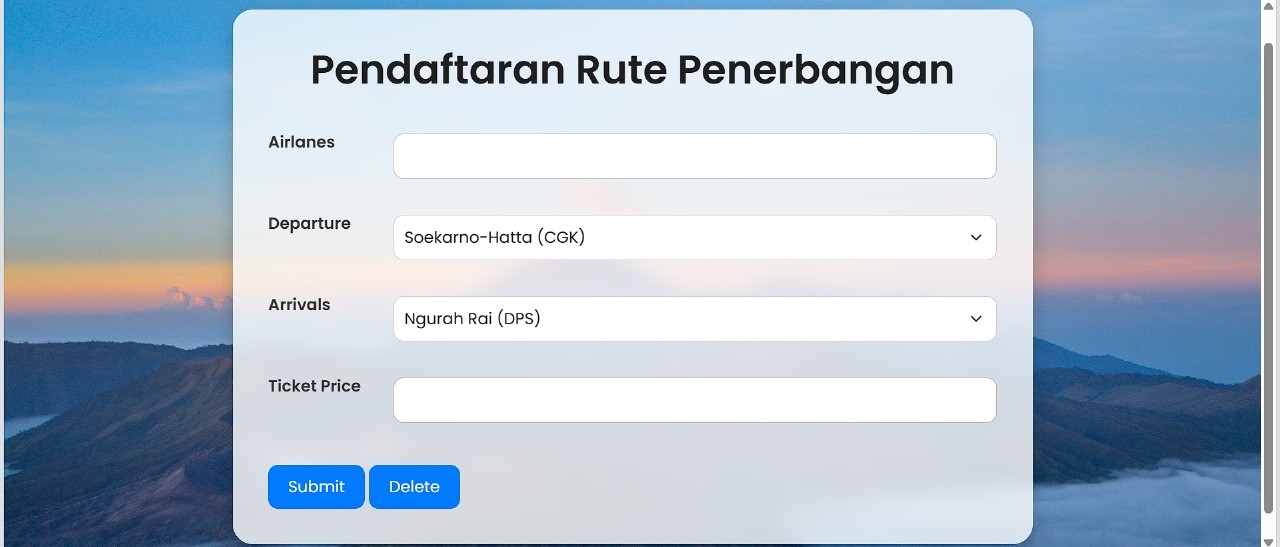 Pendaftaran Rute Penerbangan
Airlanes
Departure
Soekarno-Hatta (CGK)
Arrivals
Ngurah Rai (DPS)
Ticket Price
Submit Delete